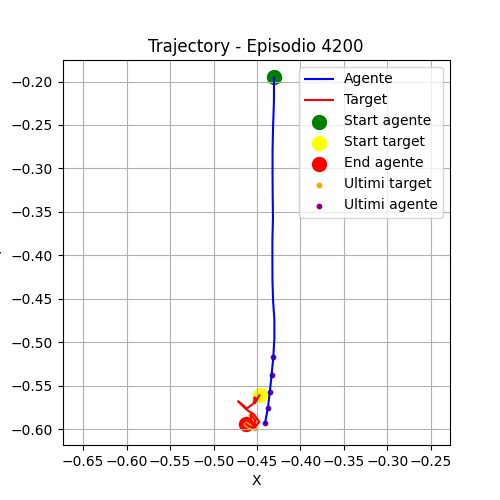 Trajectory - Episodio 4200
Agente
Target
Start agente
Start target
End agente
Ultimi target
Ultimi agente
−0.20
−0.25
−0.30
−0.35
−0.40
−0.45
−0.50
−0.55
−0.60
−0.65 −0.60 −0.55 −0.50 −0.45 −0.40 −0.35 −0.30 −0.25
X